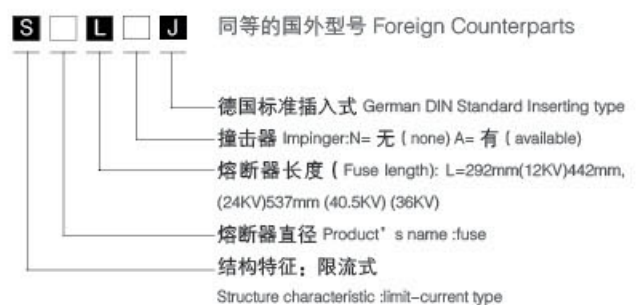 S L J 同等的国外型号 Foreign Counterparts
德国标准插入式 German DIN Standard Inserting type
撞击器 Impinger:N= 无 ( none) A= 有 ( available)
熔断器长度 ( Fuse length): L=292mm(12KV)442mm,
(24KV)537mm (40.5KV) (36KV)
熔断器直径 Product’ s name :fuse
结构特征：限流式
Structure characteristic :limit-current type